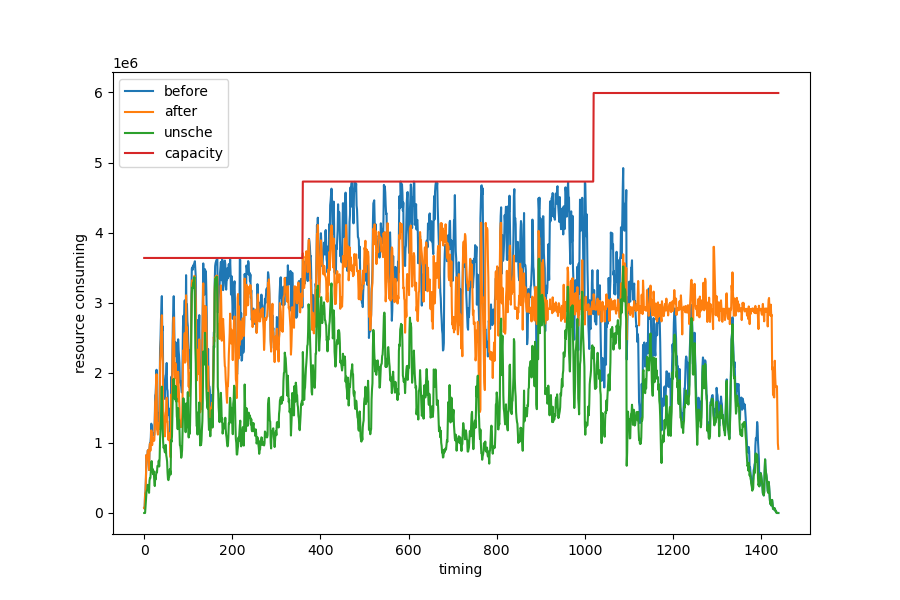 1e6
before
after
unsche
capacity
6
5
4
3
2
1
0
resource consuming
0 200 400 600 800 1000 1200 1400
timing